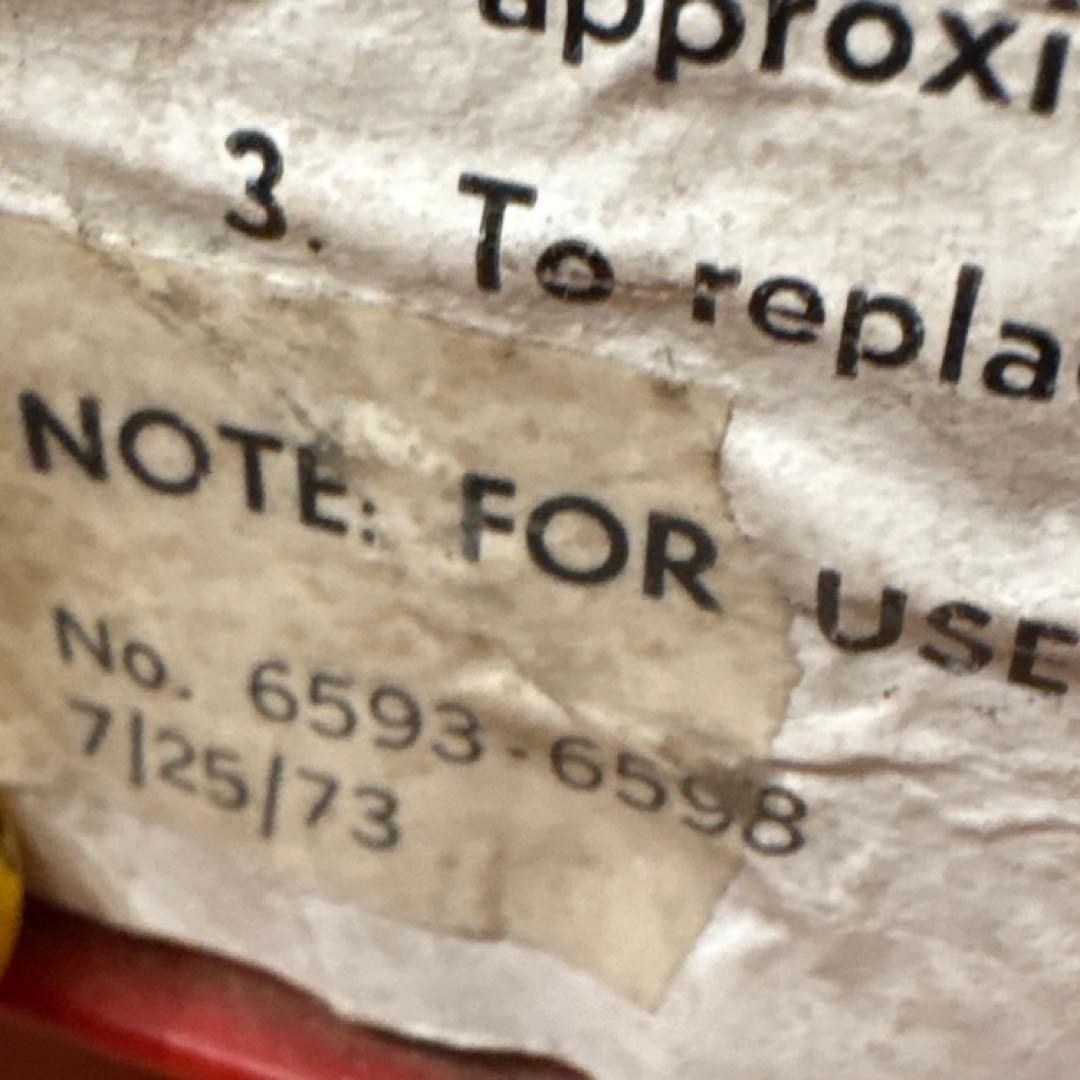 approxi
3. To repla
NOTE: FOR USE
No. 6593-6598
7/25/73